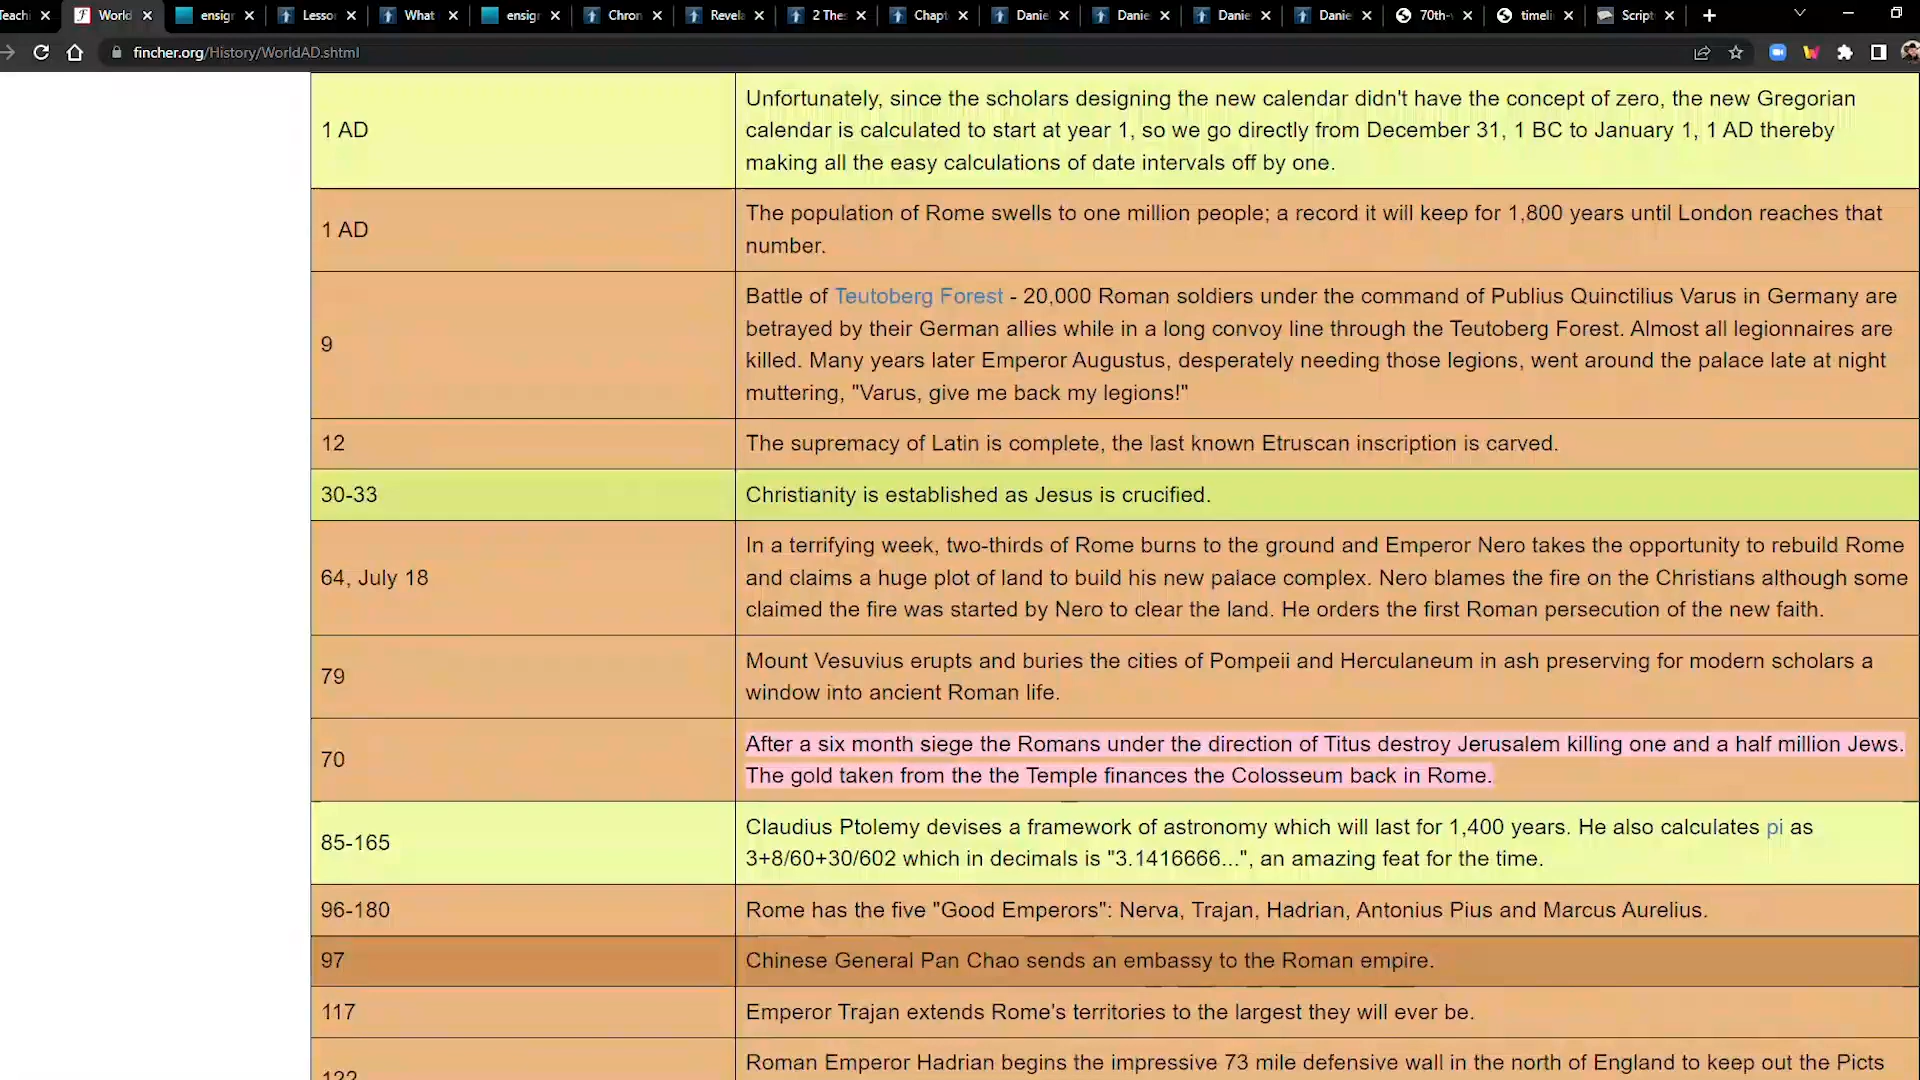 Teachi
World
ensign
Lesso
What
ensign
Chron
Revela
2 The
Chapt
Danie
Danie
Danie
Danie
70th-
timeli
Script
fincher.org/History/WorldAD.shtml
1 AD
Unfortunately, since the scholars designing the new calendar didn't have the concept of zero, the new Gregorian
calendar is calculated to start at year 1, so we go directly from December 31, 1 BC to January 1, 1 AD thereby
making all the easy calculations of date intervals off by one.
1 AD
The population of Rome swells to one million people; a record it will keep for 1,800 years until London reaches that
number.
9
Battle of Teutoberg Forest - 20,000 Roman soldiers under the command of Publius Quinctilius Varus in Germany are
betrayed by their German allies while in a long convoy line through the Teutoberg Forest. Almost all legionnaires are
killed. Many years later Emperor Augustus, desperately needing those legions, went around the palace late at night
muttering, "Varus, give me back my legions!"
12
The supremacy of Latin is complete, the last known Etruscan inscription is carved.
30-33
Christianity is established as Jesus is crucified.
64, July 18
In a terrifying week, two-thirds of Rome burns to the ground and Emperor Nero takes the opportunity to rebuild Rome
and claims a huge plot of land to build his new palace complex. Nero blames the fire on the Christians although some
claimed the fire was started by Nero to clear the land. He orders the first Roman persecution of the new faith.
79
Mount Vesuvius erupts and buries the cities of Pompeii and Herculaneum in ash preserving for modern scholars a
window into ancient Roman life.
70
After a six month siege the Romans under the direction of Titus destroy Jerusalem killing one and a half million Jews.
The gold taken from the the Temple finances the Colosseum back in Rome.
85-165
Claudius Ptolemy devises a framework of astronomy which will last for 1,400 years. He also calculates pi as
3+8/60+30/602 which in decimals is "3.1416666...", an amazing feat for the time.
96-180
Rome has the five "Good Emperors": Nerva, Trajan, Hadrian, Antonius Pius and Marcus Aurelius.
97
Chinese General Pan Chao sends an embassy to the Roman empire.
117
Emperor Trajan extends Rome's territories to the largest they will ever be.
122
Roman Emperor Hadrian begins the impressive 73 mile defensive wall in the north of England to keep out the Picts